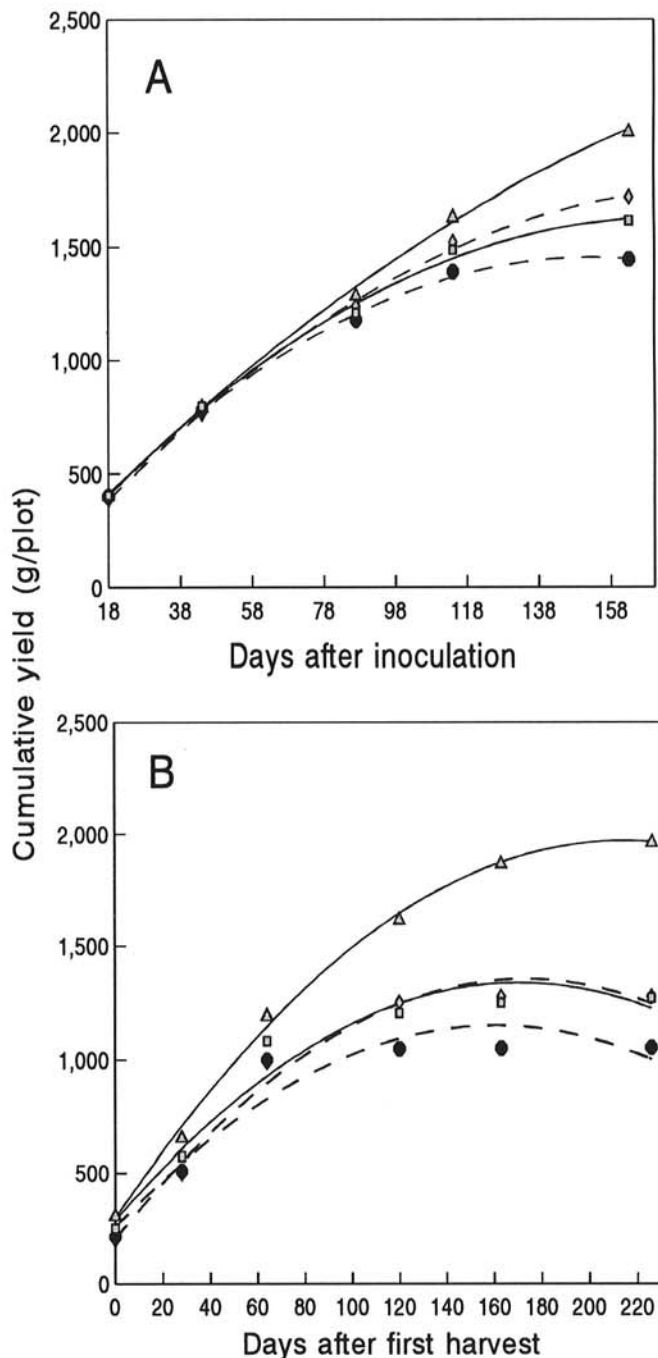 Cumulative yield (g/plot)
A
2,500
2,000
1,500
1,000
500
0
18 38 58 78 98 118 138 158
Days after inoculation
B
2,500
2,000
1,500
1,000
500
0
0 20 40 60 80 100 120 140 160 180 200 220
Days after first harvest